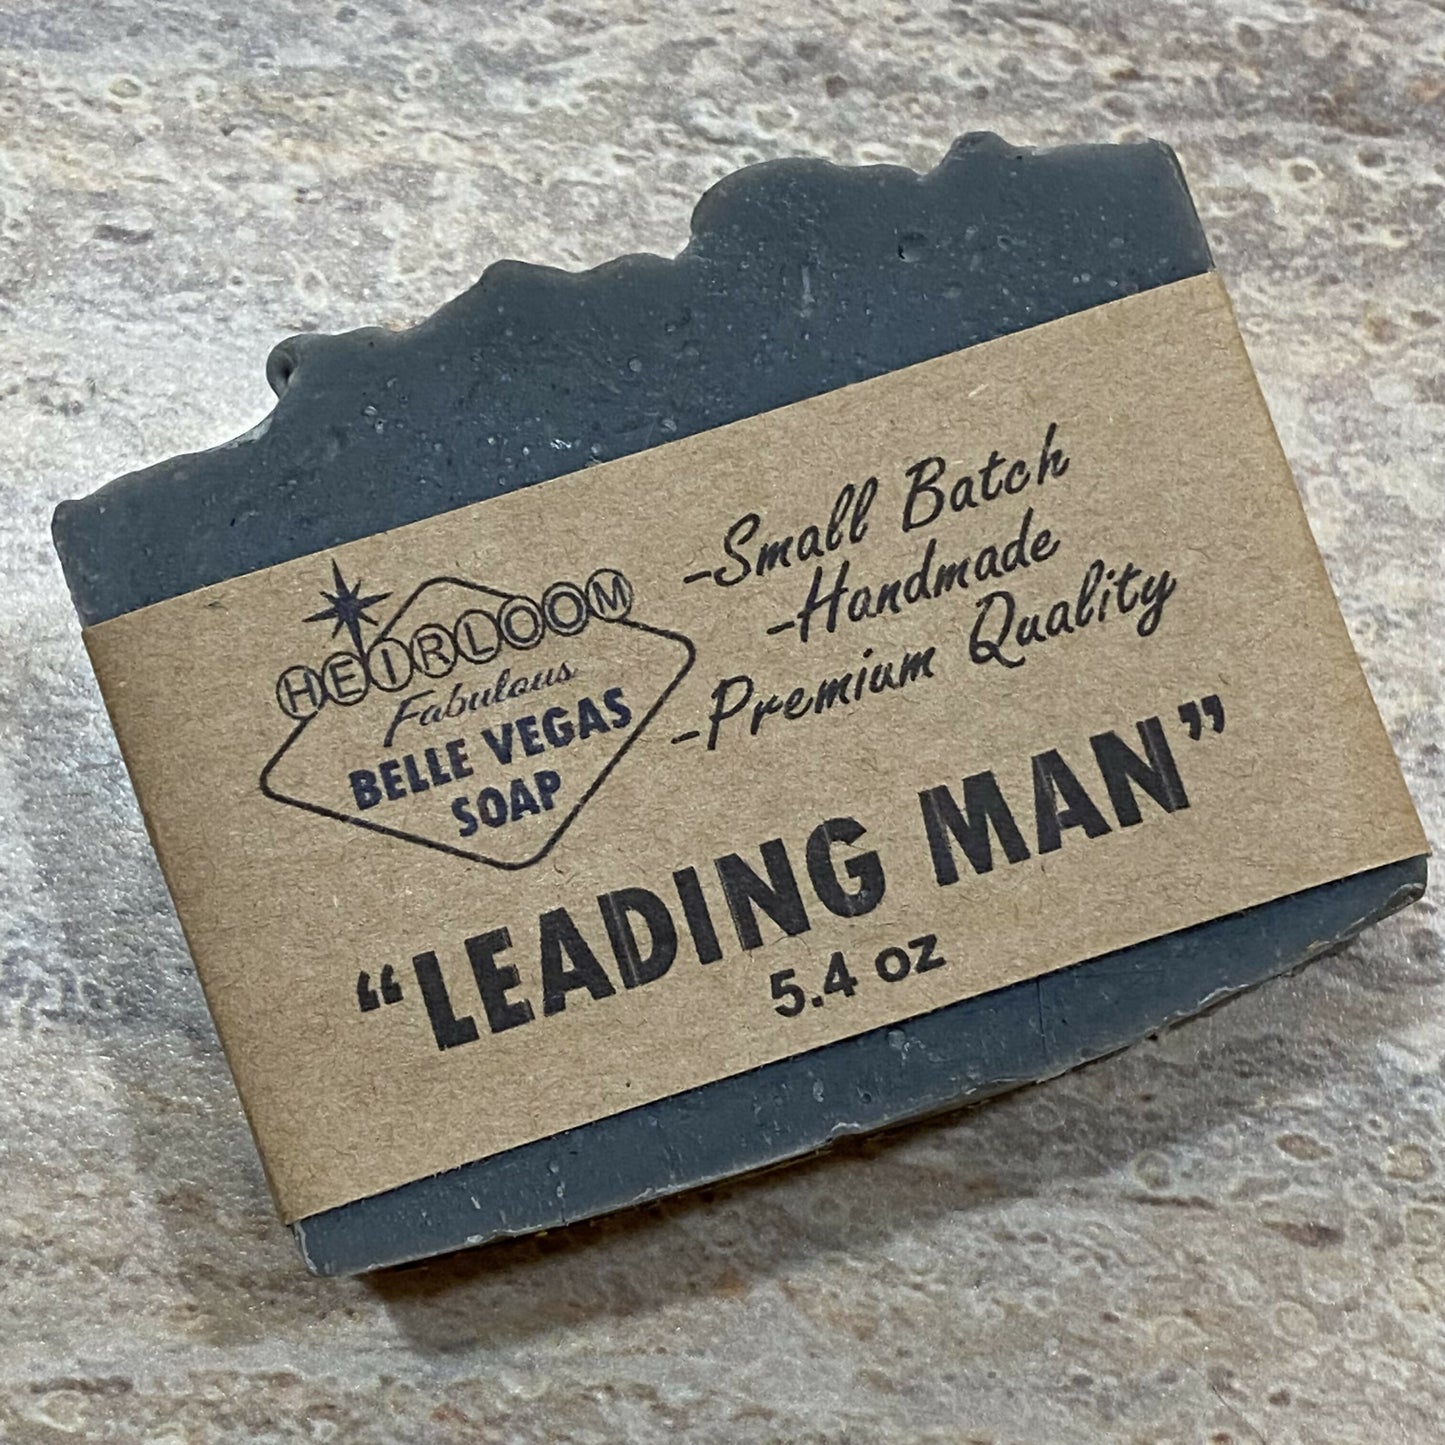 HEIRLOOM
Fabulous
BELLE VEGAS
SOAP
-Small Batch
-Handmade
-Premium Quality
“LEADING MAN”
5.4 oz